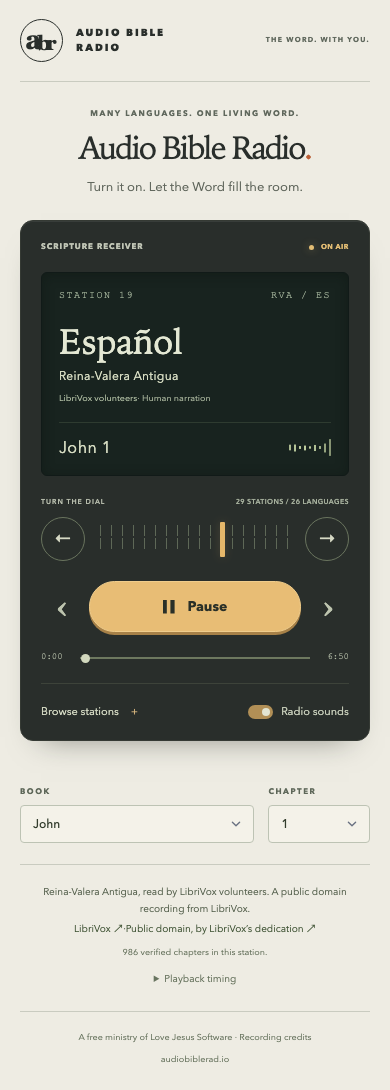 abr
AUDIO BIBLE
RADIO
THE WORD. WITH YOU.
MANY LANGUAGES. ONE LIVING WORD.
Audio Bible Radio.
Turn it on. Let the Word fill the room.
SCRIPTURE RECEIVER
ON AIR
STATION 19
RVA / ES
Español
Reina-Valera Antigua
LibriVox volunteers· Human narration
John 1
TURN THE DIAL
29 STATIONS / 26 LANGUAGES
←
→
‹
Pause
›
0:00
6:50
Browse stations +
Radio sounds
BOOK
CHAPTER
John
1
Reina-Valera Antigua, read by LibriVox volunteers. A public domain
recording from LibriVox.
LibriVox ↗·Public domain, by LibriVox's dedication ↗
986 verified chapters in this station.
▶ Playback timing
A free ministry of Love Jesus Software · Recording credits
audiobiblerad.io